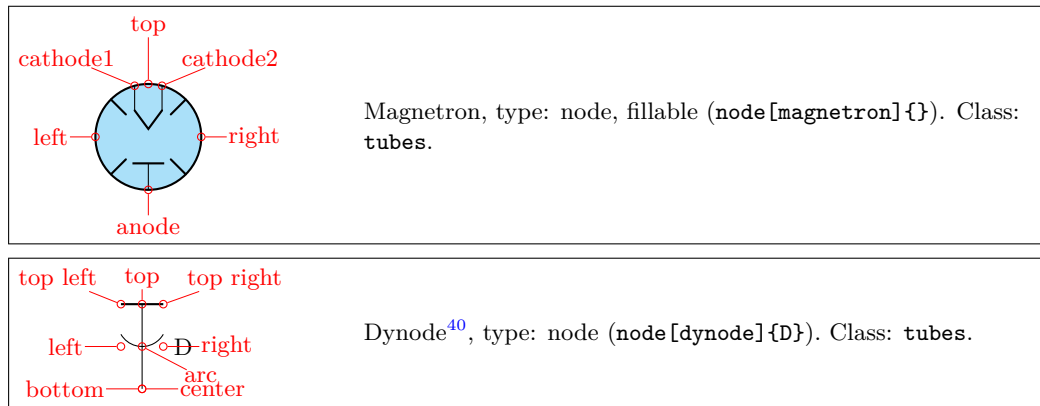 top
cathode1 cathode2
left right
anode
Magnetron, type: node, fillable (node[magnetron]{}). Class:
tubes.
top left top top right
left D right
arc
bottom center
Dynode40, type: node (node[dynode]{D}). Class: tubes.